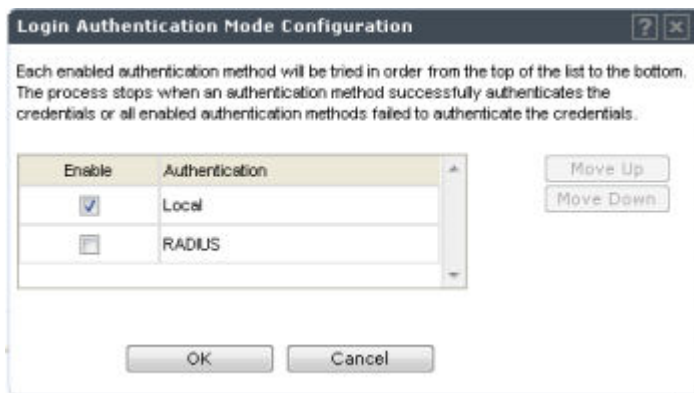 Login Authentication Mode Configuration
Each enabled authentication method will be tried in order from the top of the list to the bottom.
The process stops when an authentication method successfully authenticates the
credentials or all enabled authentication methods failed to authenticate the credentials.
Enable Authentication
Move Up
Local
Move Down
RADIUS
OK Cancel